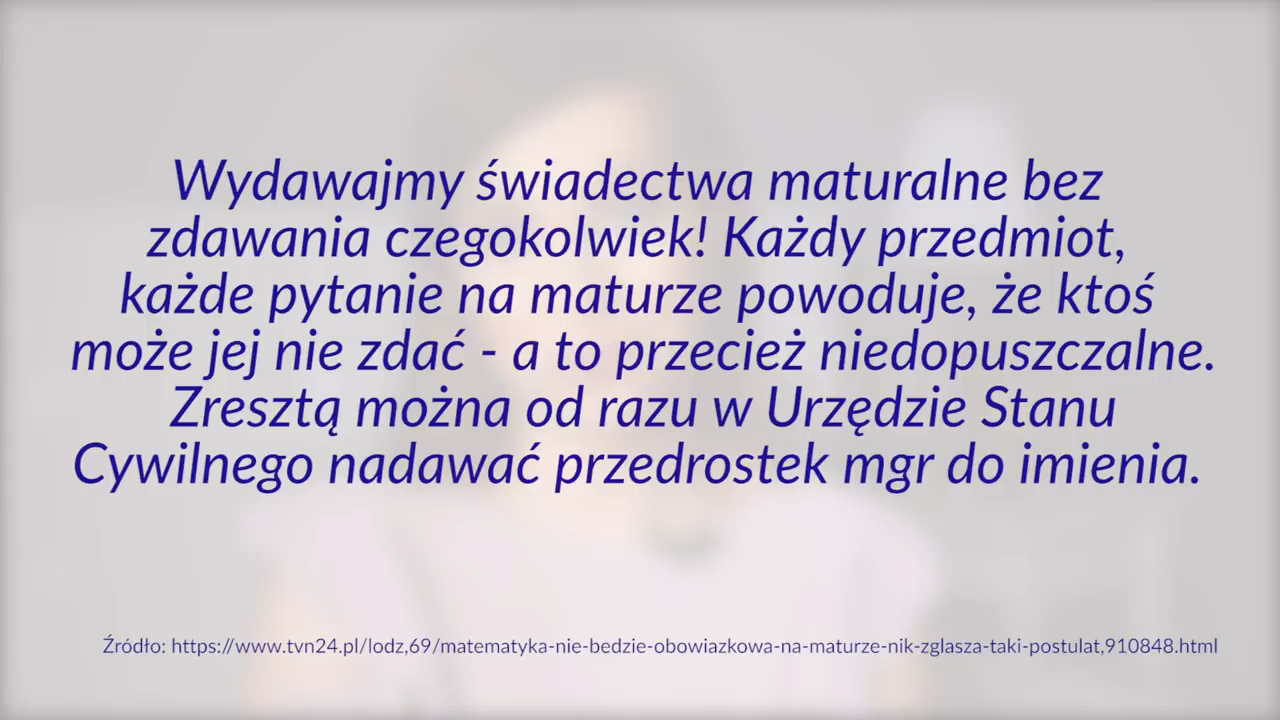 Wydawajmy świadectwa maturalne bez
zdawania czegokolwiek! Każdy przedmiot,
każde pytanie na maturze powoduje, że ktoś
może jej nie zdać - a to przecież niedopuszczalne.
Zresztą można od razu w Urzędzie Stanu
Cywilnego nadawać przedrostek mgr do imienia.
Źródło: https://www.tvn24.pl/lodz,69/matematyka-nie-bedzie-obowiazkowa-na-maturze-nik-zglasza-taki-postulat,910848.html